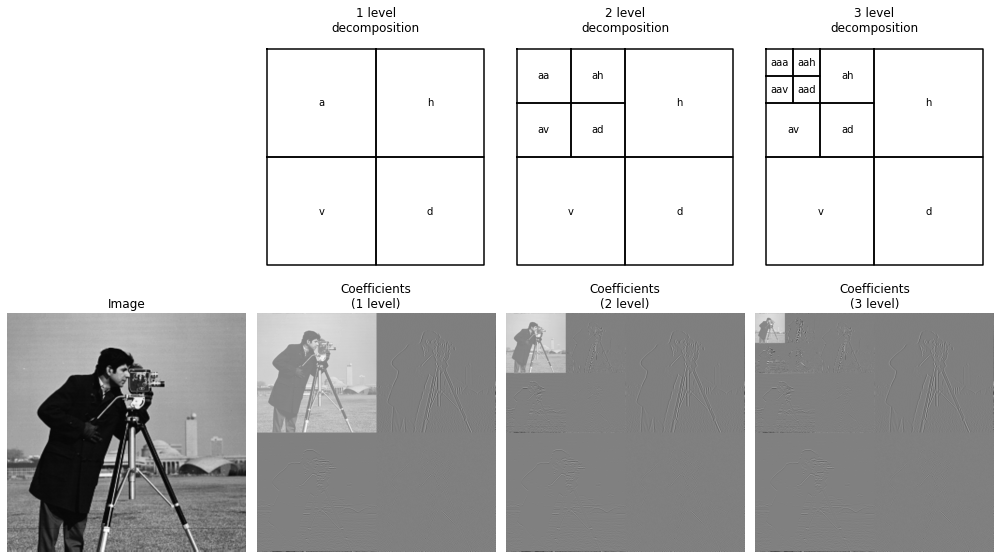 1 level
decomposition
2 level
decomposition
3 level
decomposition
a
h
v
d
aa
ah
h
av
ad
v
d
aaa
aah
ah
h
aav
aad
av
ad
v
d
Image
Coefficients
(1 level)
Coefficients
(2 level)
Coefficients
(3 level)